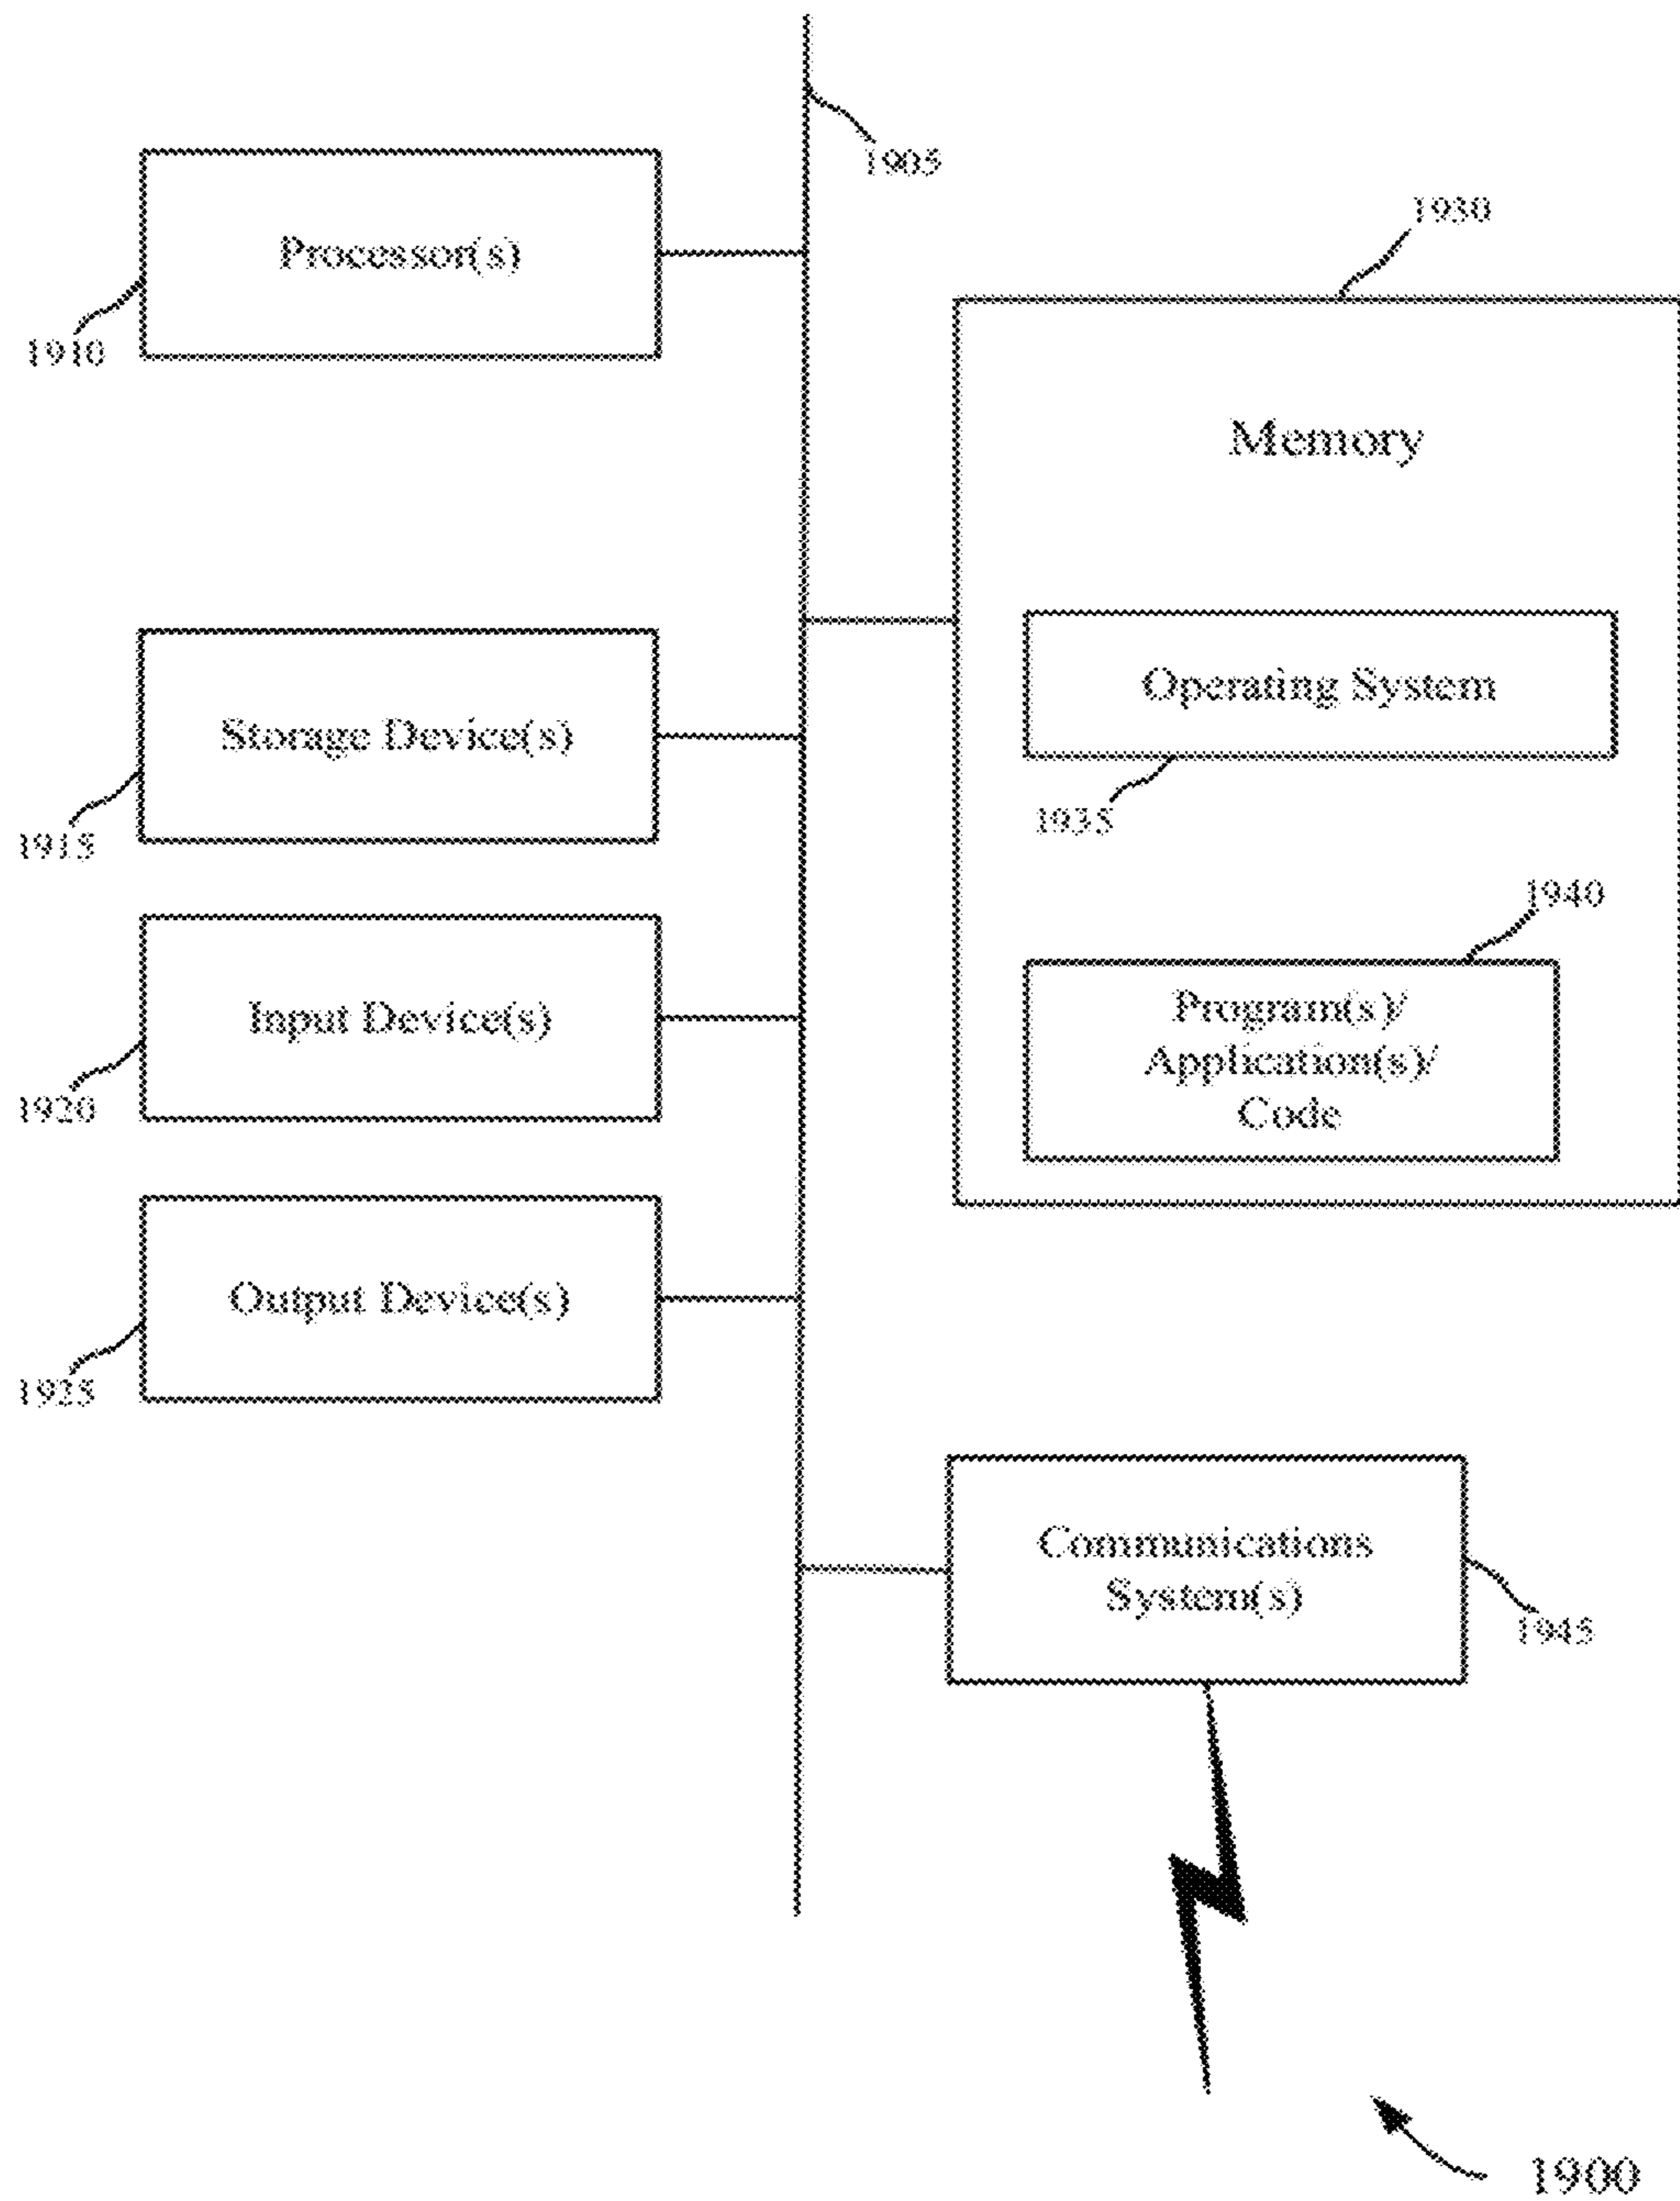 1905
1930
Processor(s)
1910
Memory
Operating System
Storage Device(s)
1935
1915
1940
Program(s)/
Application(s)/
Code
Input Device(s)
1920
Output Device(s)
1925
Communications
System(s)
1945
1900